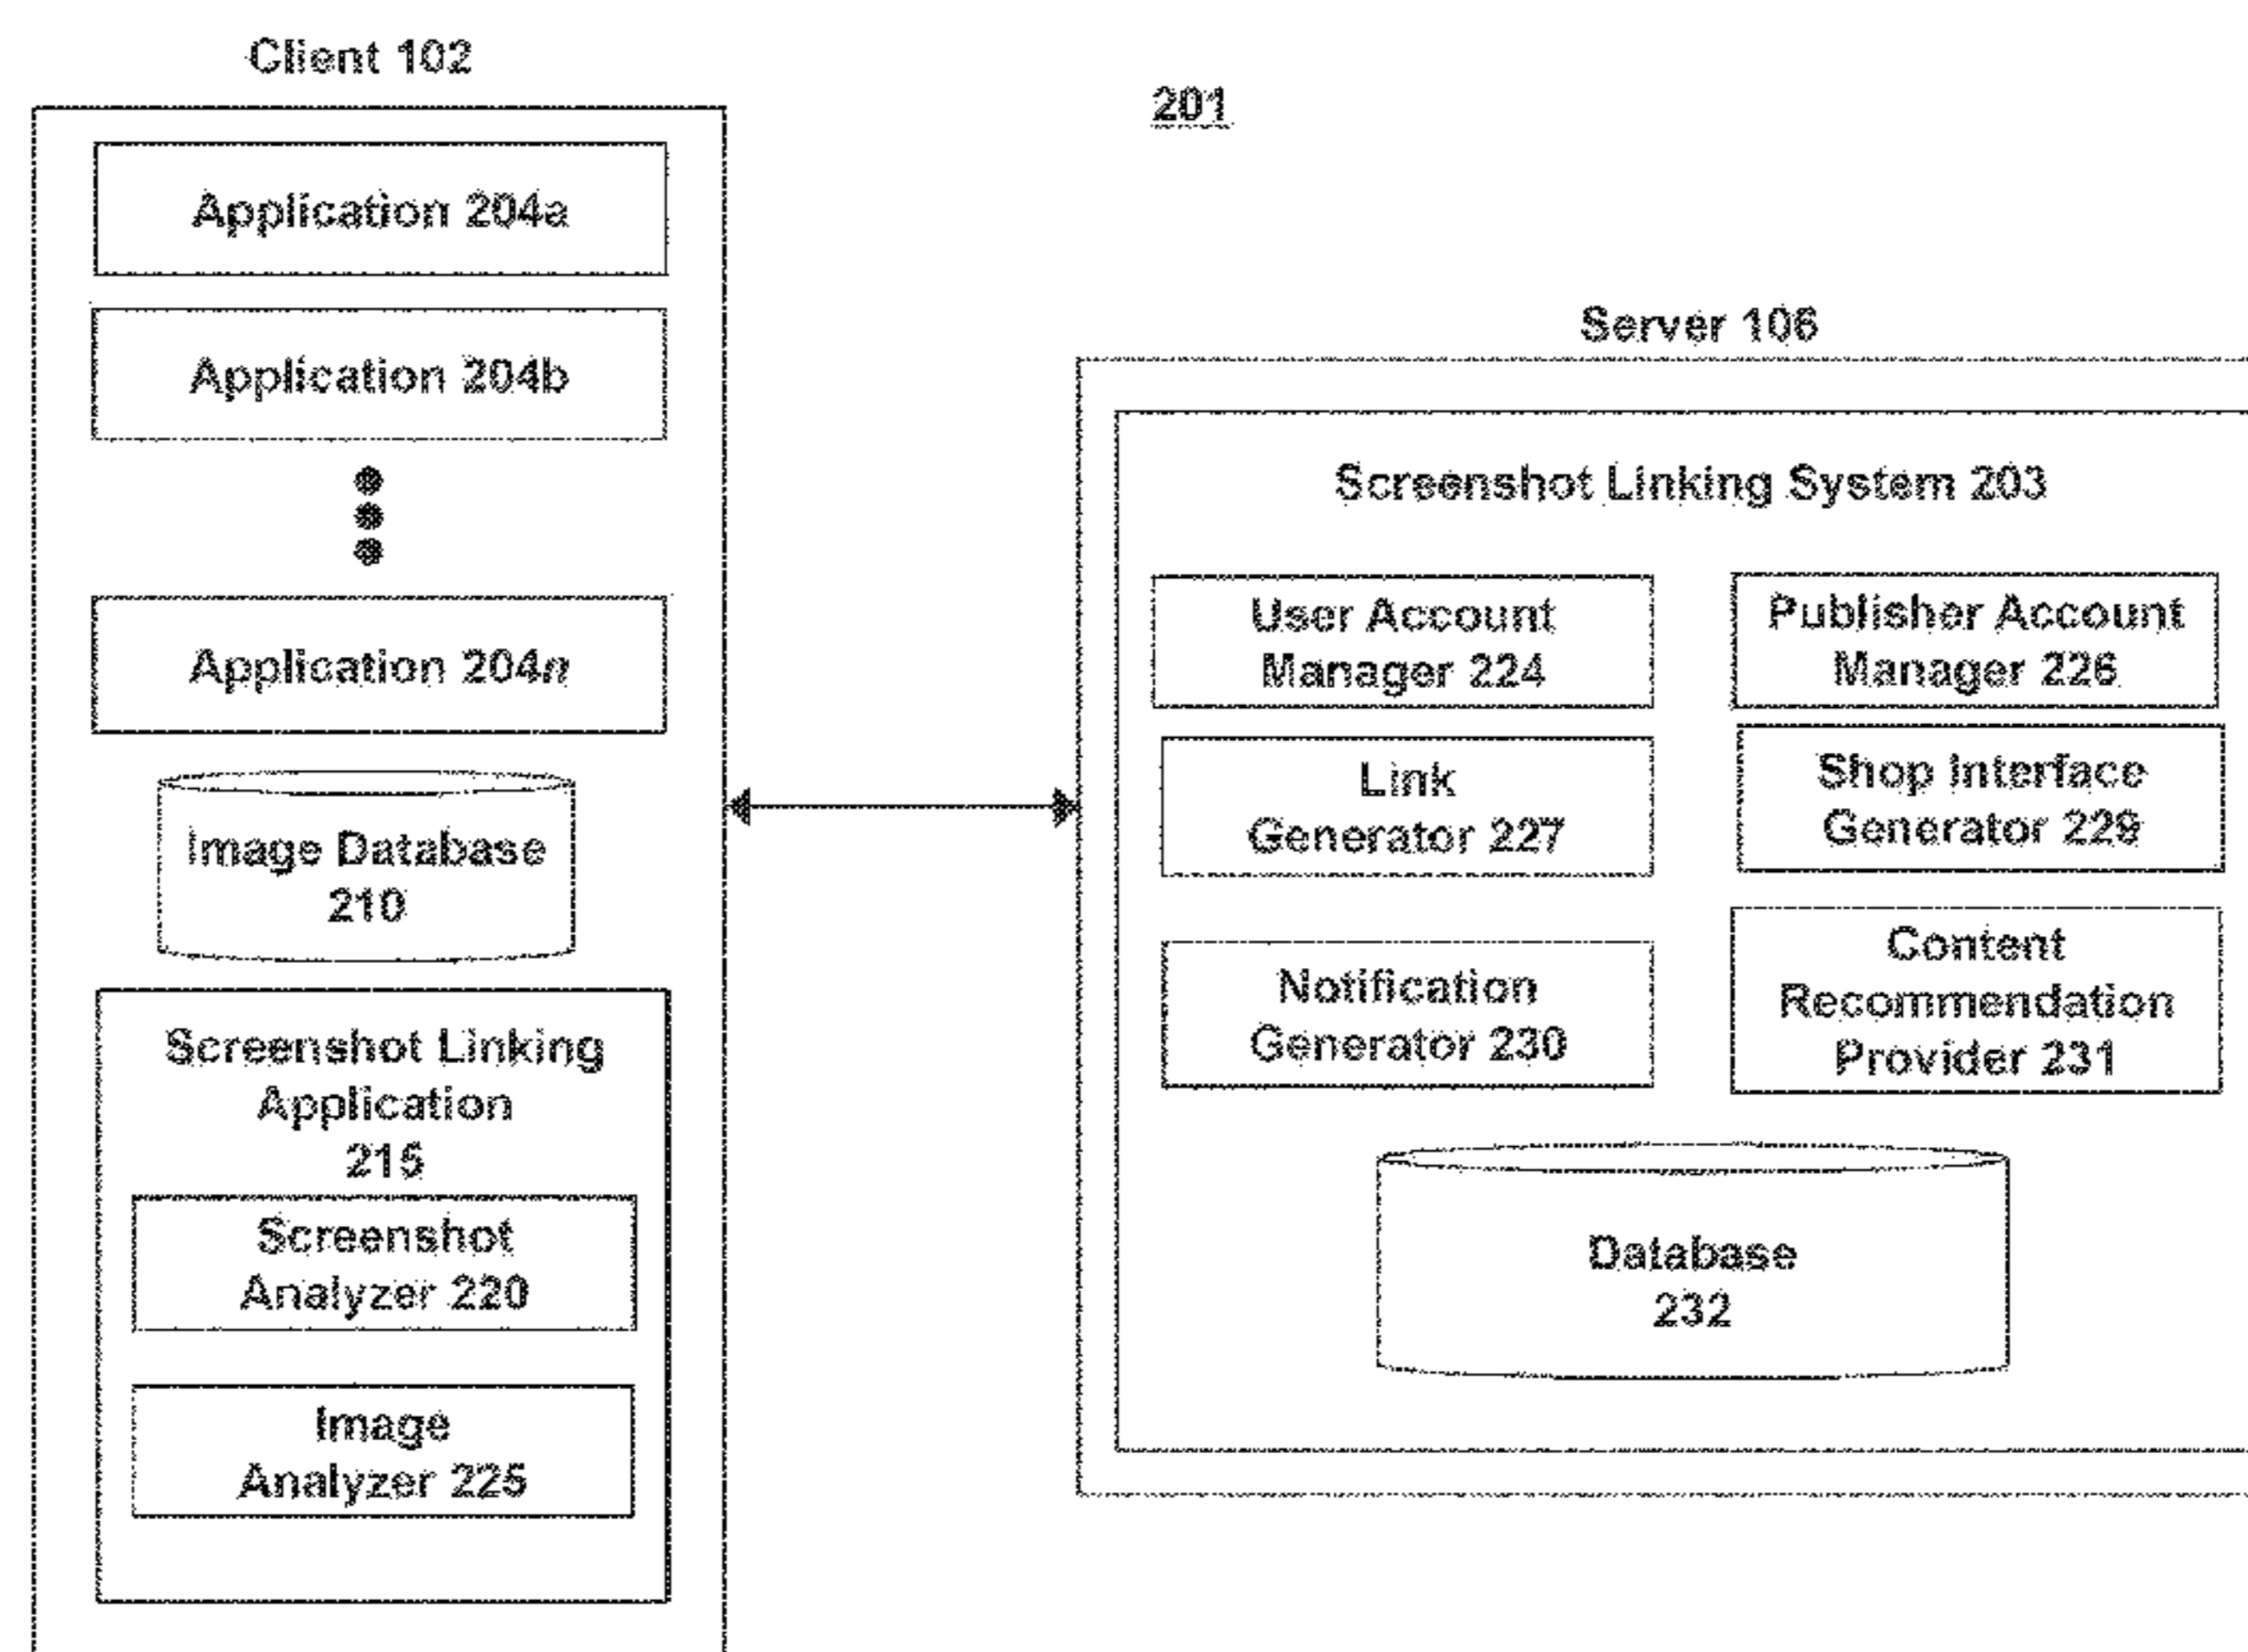 Client 102
201
Application 204a
Application 204b
Application 204n
Image Database
210
Screenshot Linking
Application
215
Screenshot
Analyzer 220
Image
Analyzer 225
Server 106
Screenshot Linking System 203
User Account
Manager 224
Publisher Account
Manager 226
Link
Generator 227
Shop Interface
Generator 229
Notification
Generator 230
Content
Recommendation
Provider 231
Database
232